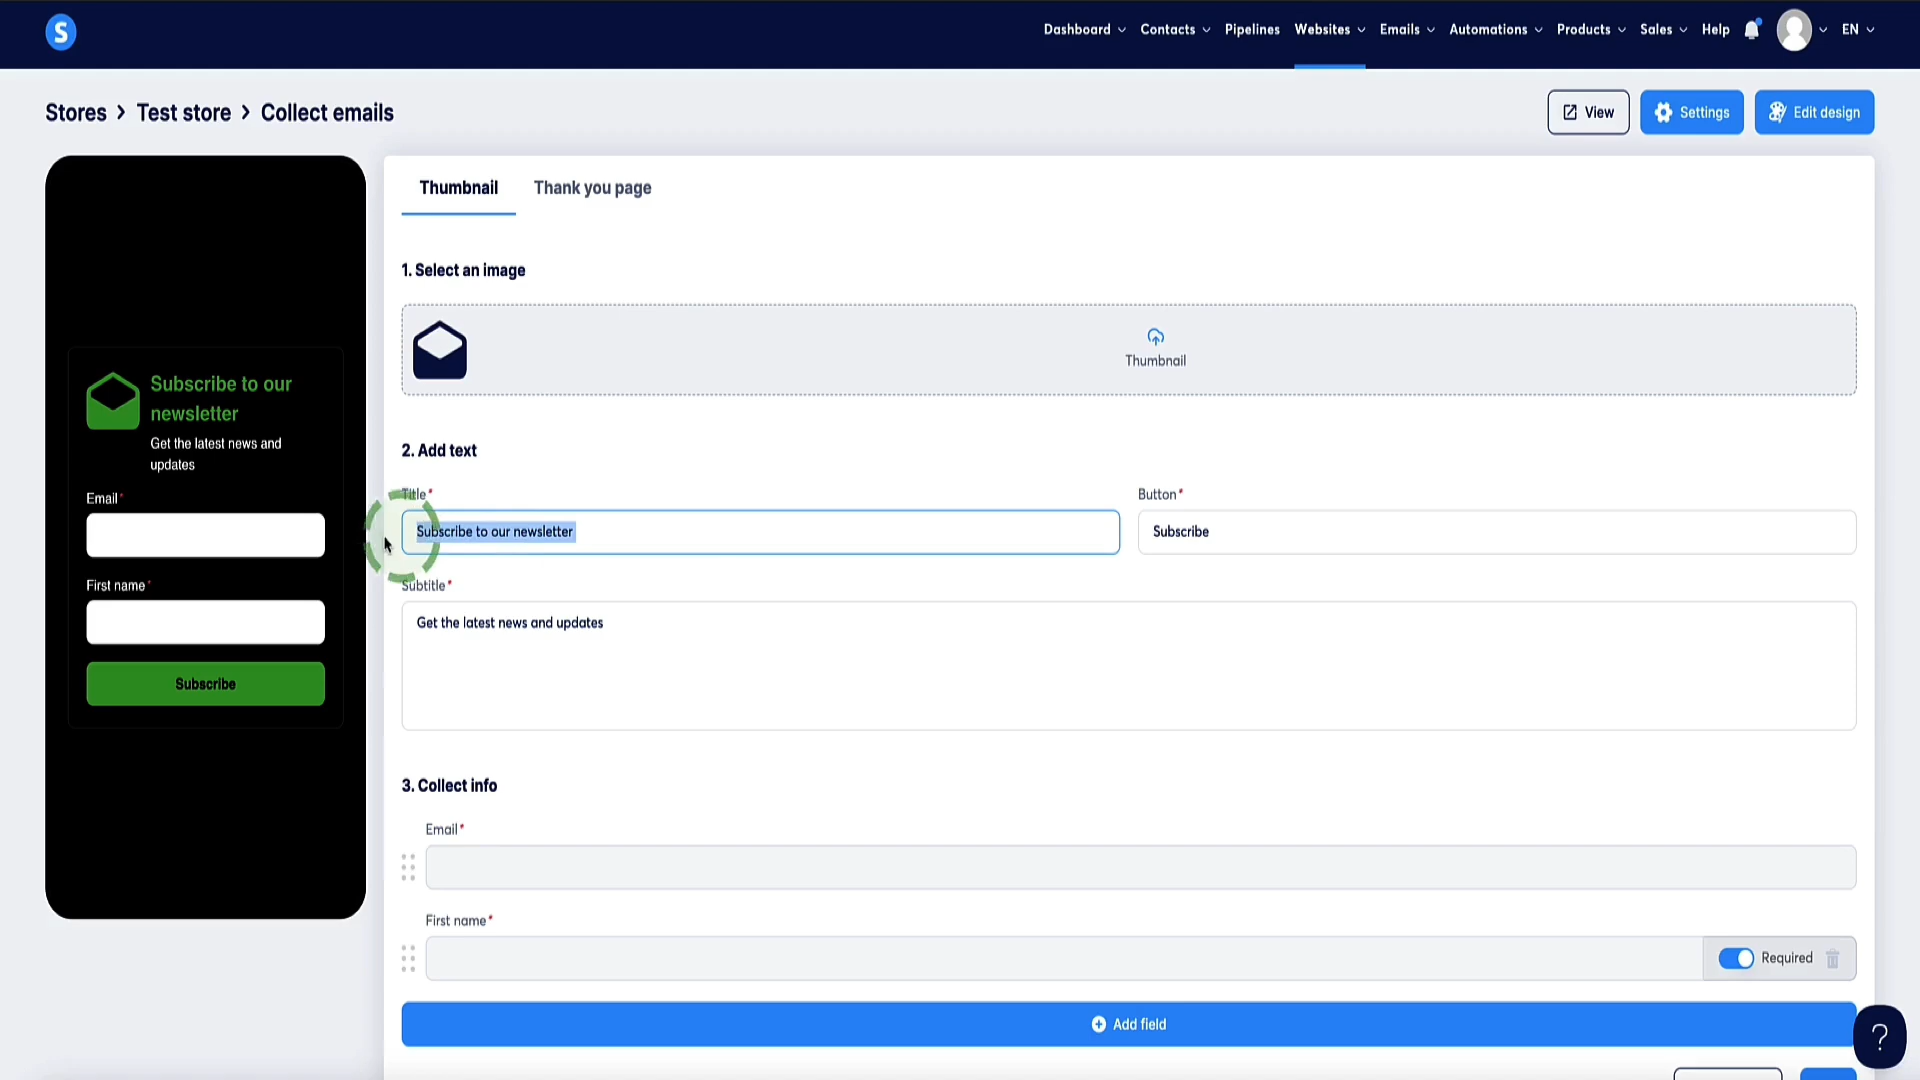 S
Dashboard Contacts Pipelines Websites Emails Automations Products Sales Help EN
Stores > Test store > Collect emails
View Settings Edit design
Subscribe to our
newsletter
Get the latest news and
updates
Email*
First name*
Subscribe
Thumbnail Thank you page
1. Select an image
Thumbnail
2. Add text
Title* Button*
Subscribe to our newsletter Subscribe
Subtitle*
Get the latest news and updates
3. Collect info
Email*
First name*
Required
Add field
?